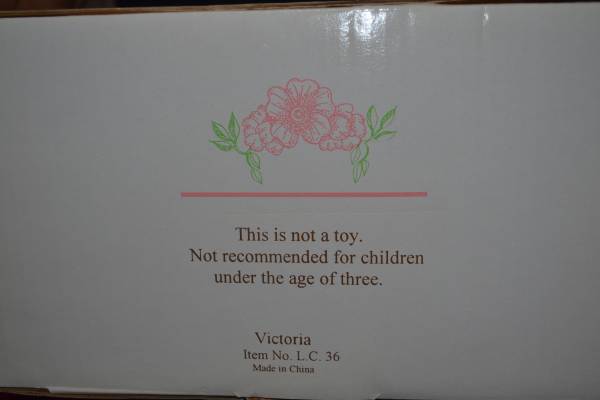 This is not a toy.
Not recommended for children
under the age of three.
Victoria
Item No. L.C. 36
Made in China